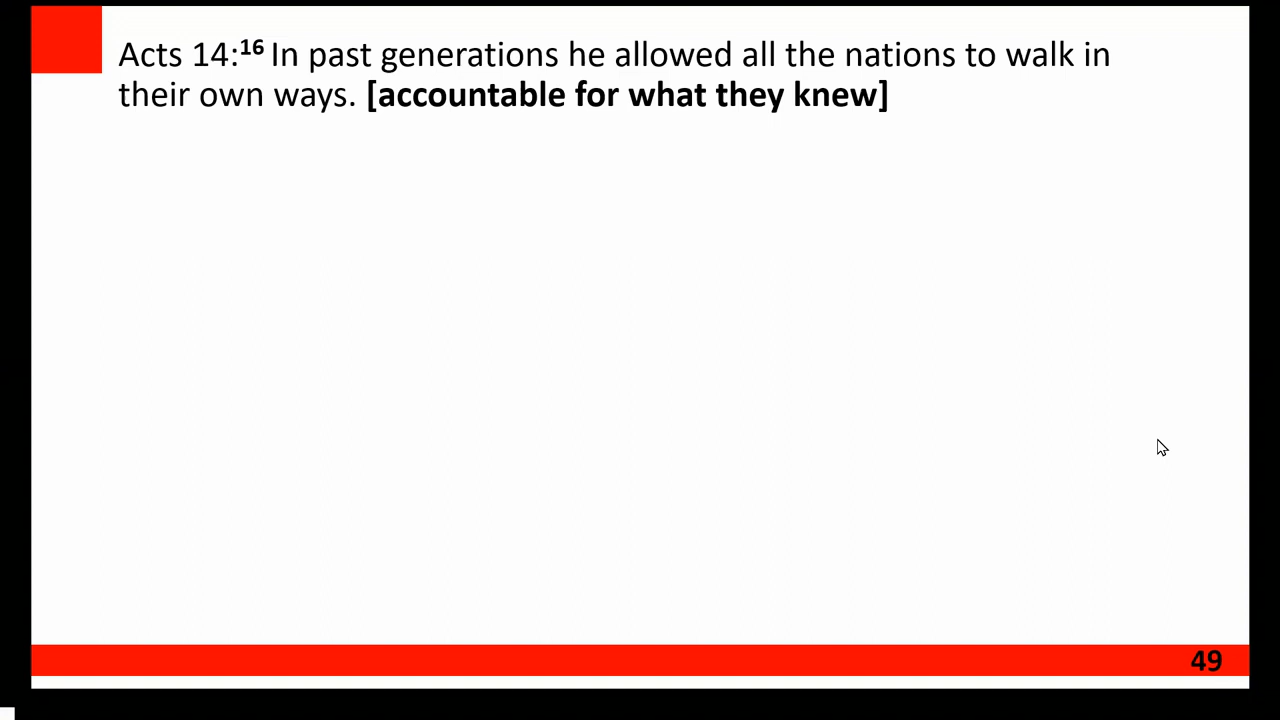 Acts 14:16 In past generations he allowed all the nations to walk in
their own ways. [accountable for what they knew]
49